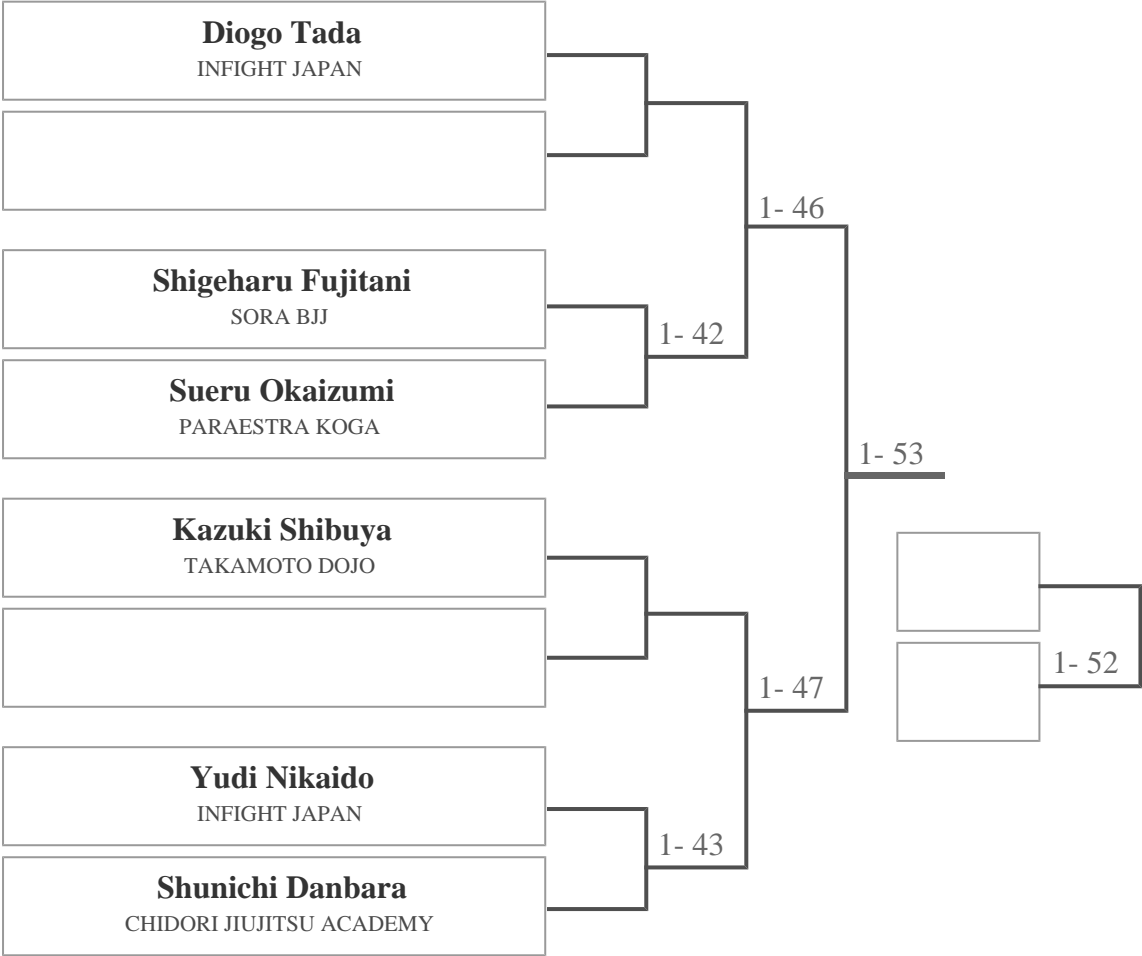 Diogo Tada
INFIGHT JAPAN
1- 46
Shigeharu Fujitani
SORA BJJ
1- 42
Sueru Okaizumi
PARAESTRA KOGA
1- 53
Kazuki Shibuya
TAKAMOTO DOJO
1- 47
1- 52
Yudi Nikaido
INFIGHT JAPAN
1- 43
Shunichi Danbara
CHIDORI JIUJITSU ACADEMY